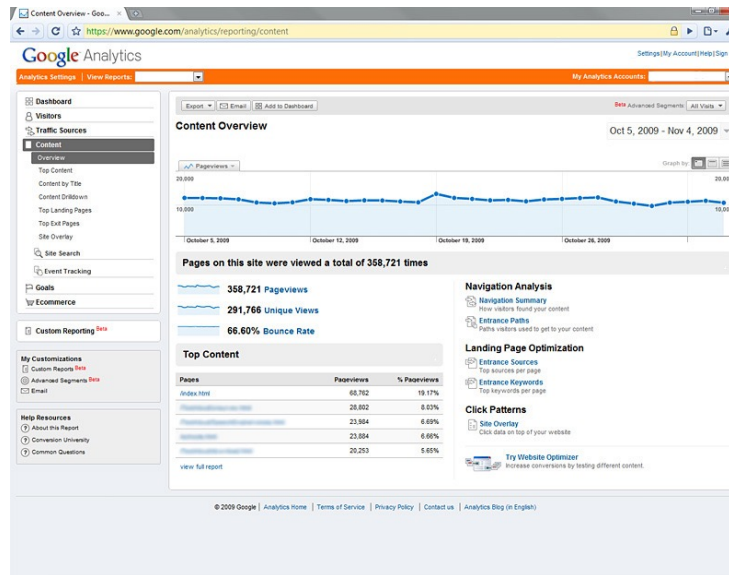 Content Overview - Goo...
https://www.google.com/analytics/reporting/content
Google Analytics
Settings|My Account|Help|Sign
Analytics Settings | View Reports:
My Analytics Accounts:
Dashboard
Visitors
Traffic Sources
Content
Overview
Top Content
Content by Title
Content Drilldown
Top Landing Pages
Top Exit Pages
Site Overlay
Site Search
Event Tracking
Goals
Ecommerce
Custom Reporting Beta
My Customizations
Custom Reports Beta
Advanced Segments Beta
Email
Help Resources
About this Report
Conversion University
Common Questions
Export
Email
Add to Dashboard
Beta Advanced Segments: All Visits
Content Overview
Oct 5, 2009 - Nov 4, 2009
Pageviews
Graph by:
20,000
20,00
10,000
10,00
October 5, 2009
October 12, 2009
October 19, 2009
October 26, 2009
Pages on this site were viewed a total of 358,721 times
358,721 Pageviews
291,766 Unique Views
66.60% Bounce Rate
Top Content
Pages Pageviews % Pageviews
/index.html 68,762 19.17%
28,802 8.03%
23,984 6.69%
23,884 6.66%
20,253 5.65%
view full report
Navigation Analysis
Navigation Summary
How visitors found your content
Entrance Paths
Paths visitors used to get to your content
Landing Page Optimization
Entrance Sources
Top sources per page
Entrance Keywords
Top keywords per page
Click Patterns
Site Overlay
Click data on top of your website
Try Website Optimizer
Increase conversions by testing different content.
© 2009 Google | Analytics Home | Terms of Service | Privacy Policy | Contact us | Analytics Blog (in English)